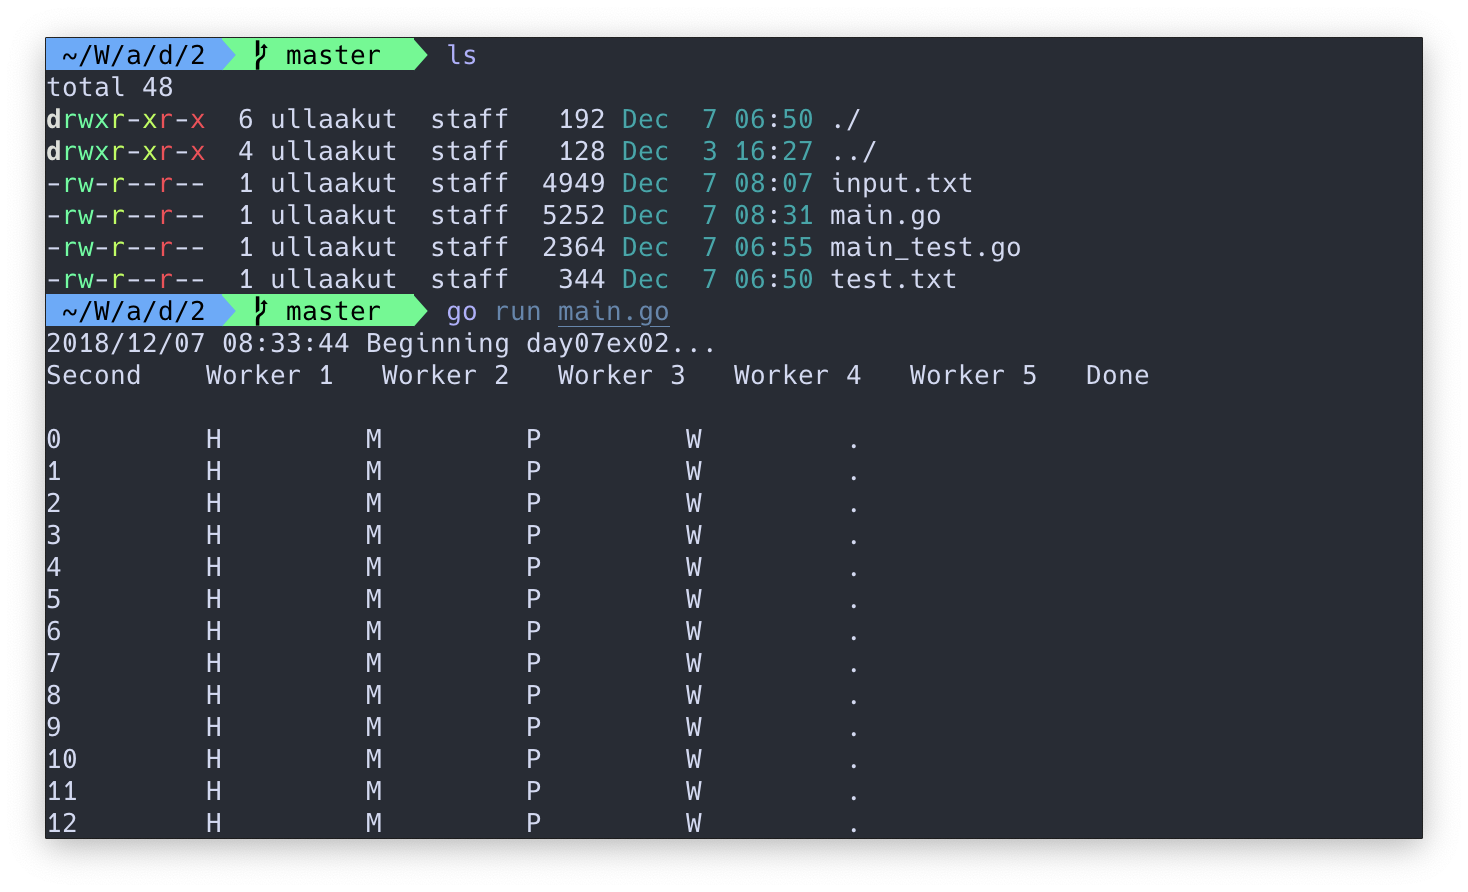 ~/W/a/d/2 master ls
total 48
drwxr-xr-x  6 ullaakut  staff   192 Dec  7 06:50 ./
drwxr-xr-x  4 ullaakut  staff   128 Dec  3 16:27 ../
-rw-r--r--  1 ullaakut  staff  4949 Dec  7 08:07 input.txt
-rw-r--r--  1 ullaakut  staff  5252 Dec  7 08:31 main.go
-rw-r--r--  1 ullaakut  staff  2364 Dec  7 06:55 main_test.go
-rw-r--r--  1 ullaakut  staff   344 Dec  7 06:50 test.txt
~/W/a/d/2 master go run main.go
2018/12/07 08:33:44 Beginning day07ex02...
Second    Worker 1   Worker 2   Worker 3   Worker 4   Worker 5   Done
0         H         M         P         W         .
1         H         M         P         W         .
2         H         M         P         W         .
3         H         M         P         W         .
4         H         M         P         W         .
5         H         M         P         W         .
6         H         M         P         W         .
7         H         M         P         W         .
8         H         M         P         W         .
9         H         M         P         W         .
10        H         M         P         W         .
11        H         M         P         W         .
12        H         M         P         W         .